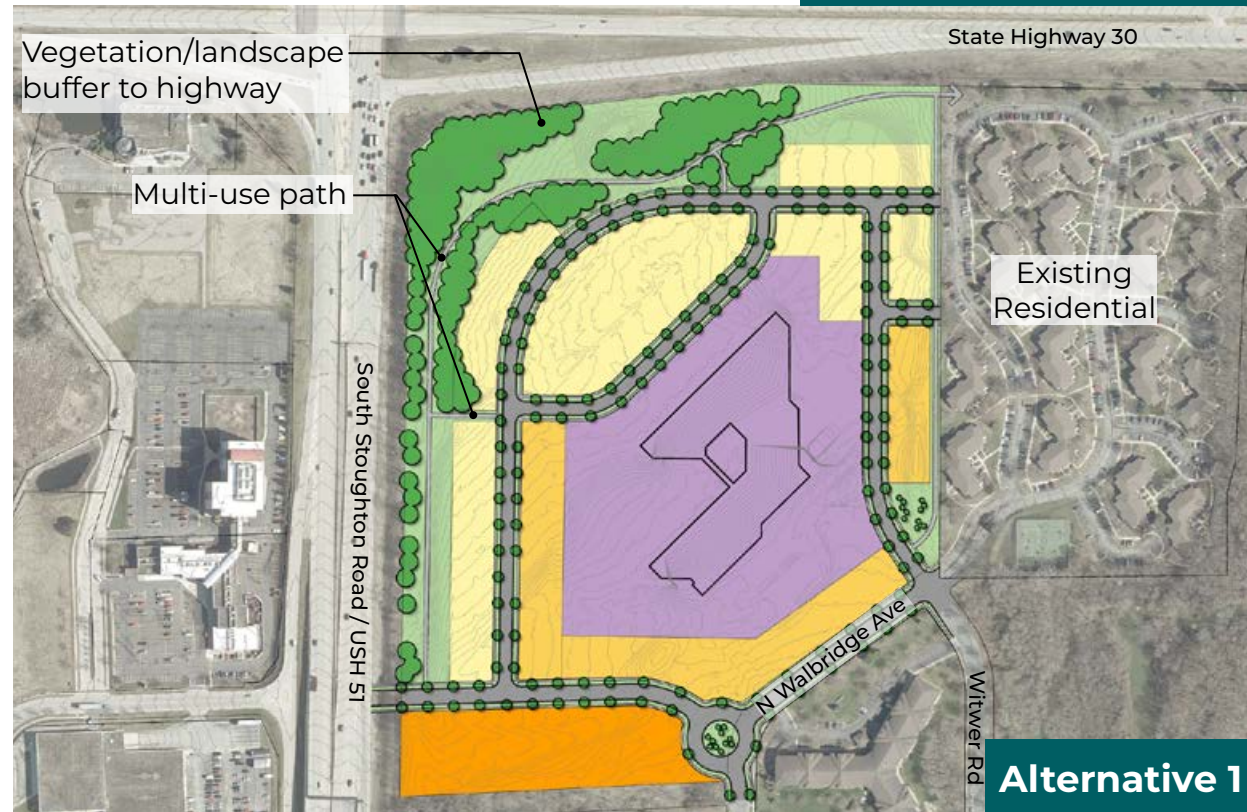 State Highway 30
Vegetation/landscape
buffer to highway
Multi-use path
Existing
Residential
South Stoughton Road / USH 51
N Walbridge Ave
Witwer Rd
Alternative 1